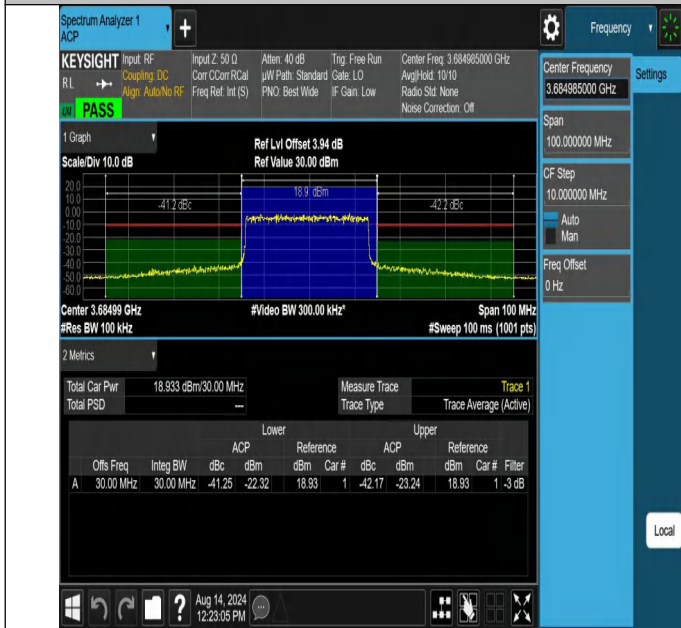 Spectrum Analyzer 1
ACP
+
Frequency
KEYSIGHT
RL
LXI
PASS
Input: RF
Coupling: DC
Align: Auto/No RF
Input Z: 50 Ω
Corr CCorr RCal
Freq Ref: Int (S)
Atten: 40 dB
µW Path: Standard
PNO: Best Wide
Trig: Free Run
Gate: LO
IF Gain: Low
Center Freq: 3.684985000 GHz
Avg|Hold: 10/10
Radio Std: None
Noise Correction: Off
Center Frequency
3.684985000 GHz
Settings
Span
100.000000 MHz
CF Step
10.000000 MHz
Auto
Man
Freq Offset
0 Hz
1 Graph
Scale/Div 10.0 dB
Ref Lvl Offset 3.94 dB
Ref Value 30.00 dBm
20.0
10.0
0.00
-10.0
-20.0
-30.0
-40.0
-50.0
-60.0
-41.2 dBc
18.9 dBm
-42.2 dBc
Center 3.68499 GHz
#Video BW 300.00 kHz*
Span 100 MHz
#Res BW 100 kHz
#Sweep 100 ms (1001 pts)
2 Metrics
Total Car Pwr 18.933 dBm/30.00 MHz
Total PSD ---
Measure Trace Trace 1
Trace Type Trace Average (Active)
Lower Upper
ACP Reference ACP Reference
Offs Freq Integ BW dBc dBm dBm Car # dBc dBm dBm Car # Filter
A 30.00 MHz 30.00 MHz -41.25 -22.32 18.93 1 -42.17 -23.24 18.93 1 -3 dB
Local
?
Aug 14, 2024
12:23:05 PM